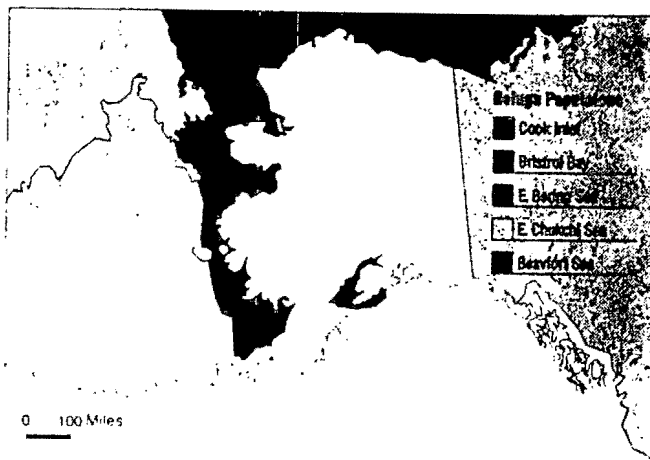 Beluga Populations
Cook Inlet
Bristol Bay
E. Bering Sea
E. Chukchi Sea
Beaufort Sea
0 100 Miles